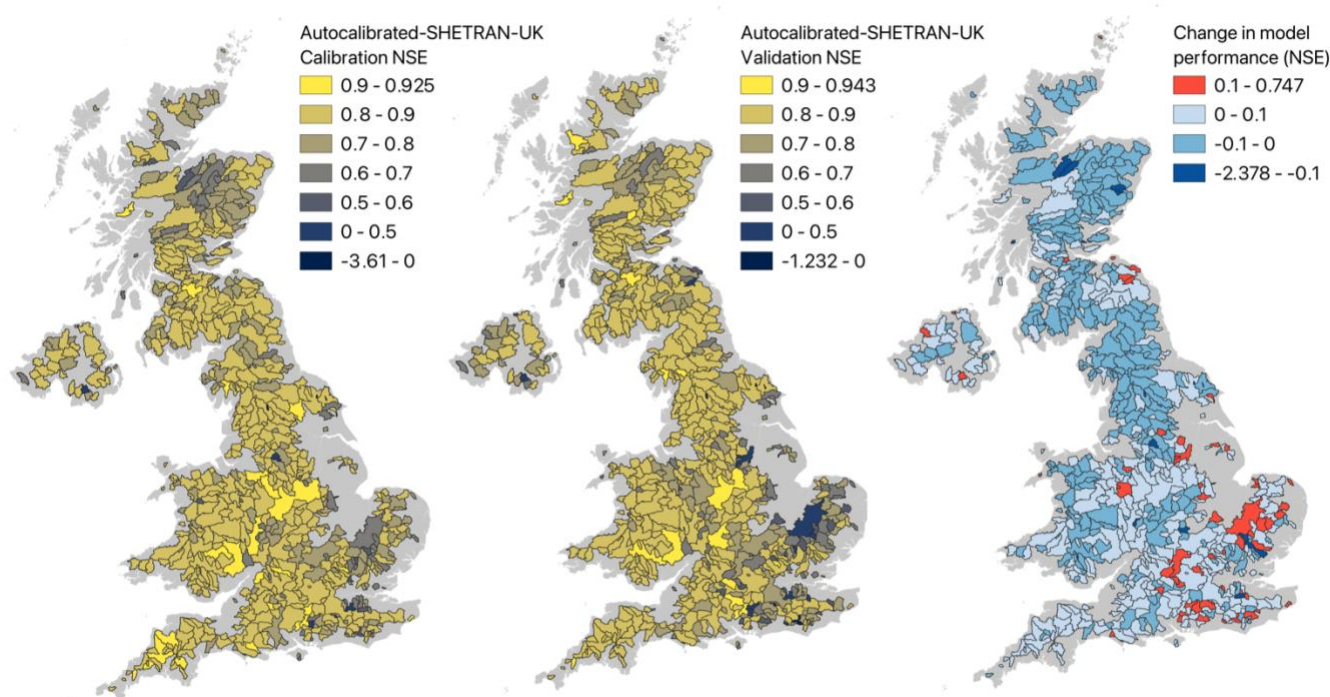 Autocalibrated-SHETRAN-UK
Calibration NSE
0.9 - 0.925
0.8 - 0.9
0.7 - 0.8
0.6 - 0.7
0.5 - 0.6
0 - 0.5
-3.61 - 0
Autocalibrated-SHETRAN-UK
Validation NSE
0.9 - 0.943
0.8 - 0.9
0.7 - 0.8
0.6 - 0.7
0.5 - 0.6
0 - 0.5
-1.232 - 0
Change in model
performance (NSE)
0.1 - 0.747
0 - 0.1
-0.1 - 0
-2.378 - -0.1